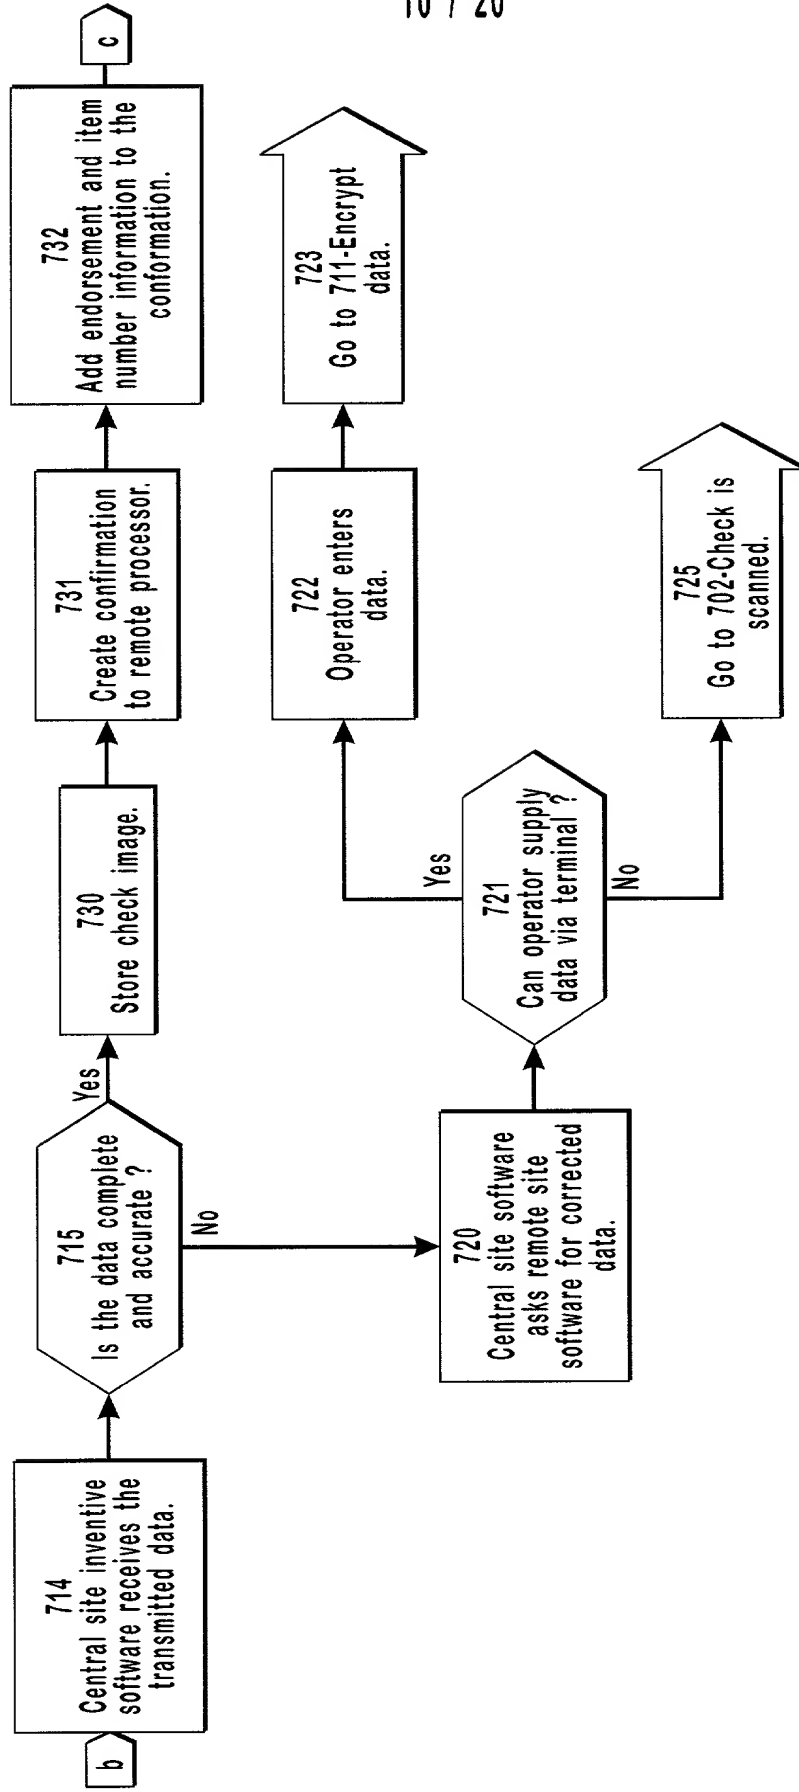 10 / 20
b
714
Central site inventive
software receives the
transmitted data.
715
Is the data complete
and accurate ?
Yes
No
730
Store check image.
731
Create confirmation
to remote processor.
732
Add endorsement and item
number information to the
conformation.
c
720
Central site software
asks remote site
software for corrected
data.
721
Can operator supply
data via terminal ?
Yes
No
722
Operator enters
data.
723
Go to 711-Encrypt
data.
725
Go to 702-Check is
scanned.